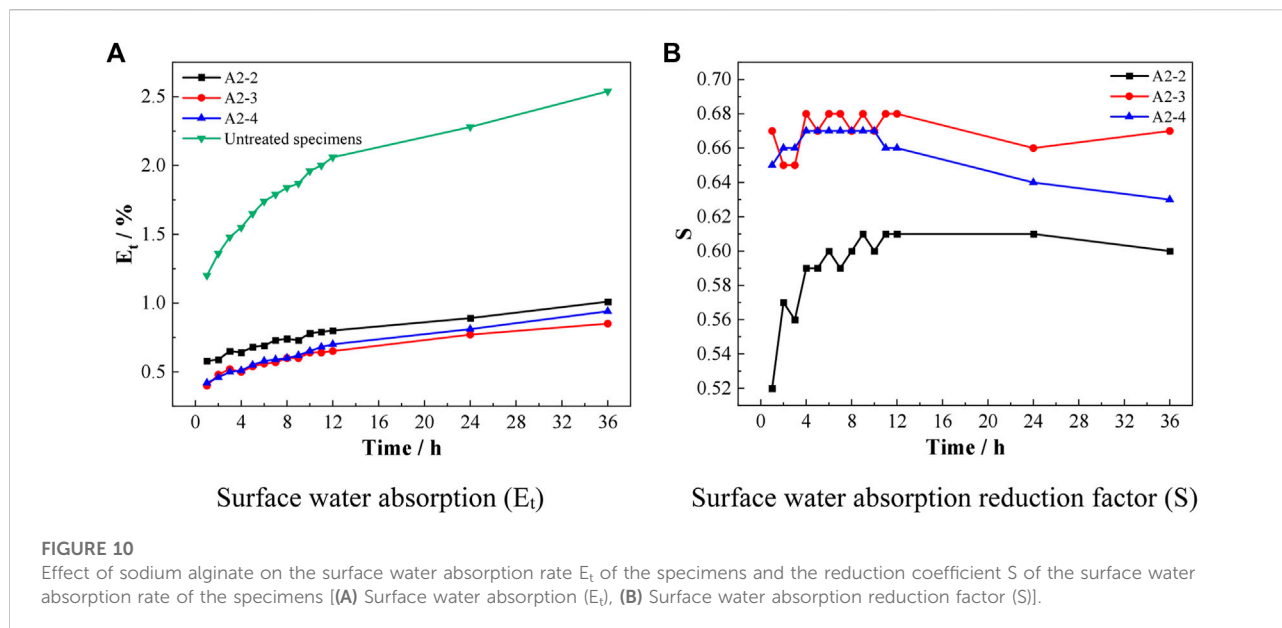 A
A2-2
A2-3
A2-4
Untreated specimens
2.5
2.0
1.5
1.0
0.5
Et / %
0 4 8 12 16 20 24 28 32 36
Time / h
Surface water absorption (Et)
B
A2-2
A2-3
A2-4
0.70
0.68
0.66
0.64
0.62
0.60
0.58
0.56
0.54
0.52
S
0 4 8 12 16 20 24 28 32 36
Time / h
Surface water absorption reduction factor (S)
FIGURE 10
Effect of sodium alginate on the surface water absorption rate Et of the specimens and the reduction coefficient S of the surface water
absorption rate of the specimens [(A) Surface water absorption (Et), (B) Surface water absorption reduction factor (S)].